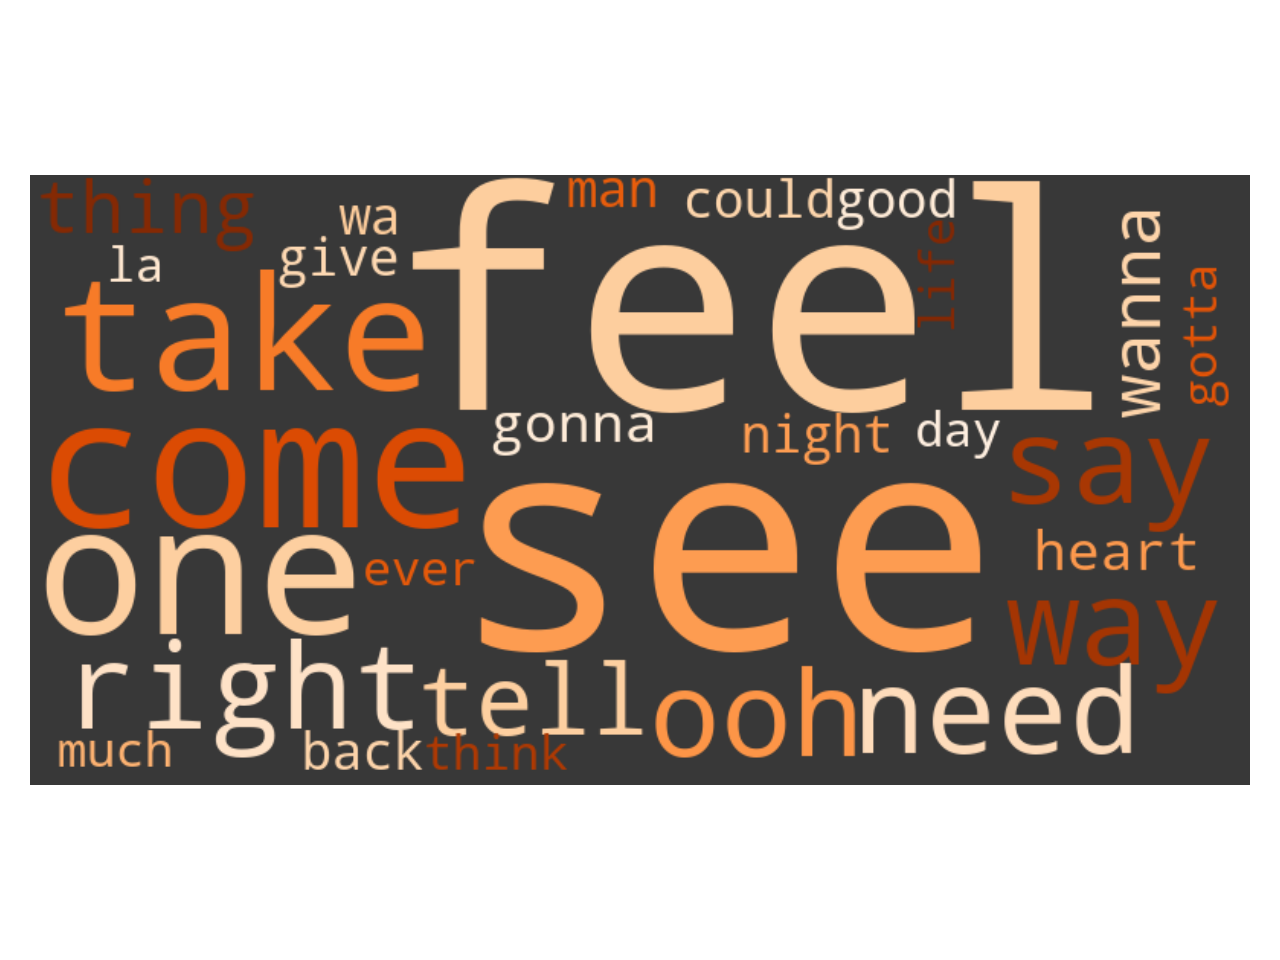 thing
man
could
good
wa
feel
la
give
life
wanna
gotta
take
come
gonna
night
day
say
see
one
ever
heart
way
right
tell
ooh
need
much
back
think